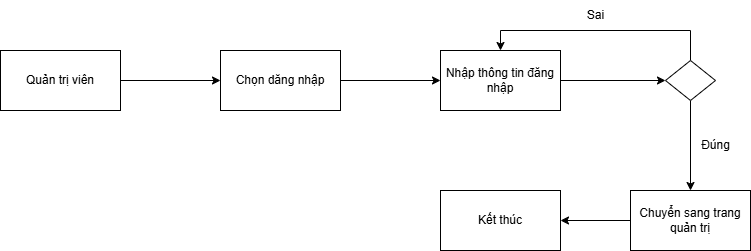 Sai
Quản trị viên
Chọn dăng nhập
Nhập thông tin đăng
nhập
Đúng
Kết thúc
Chuyển sang trang
quản trị